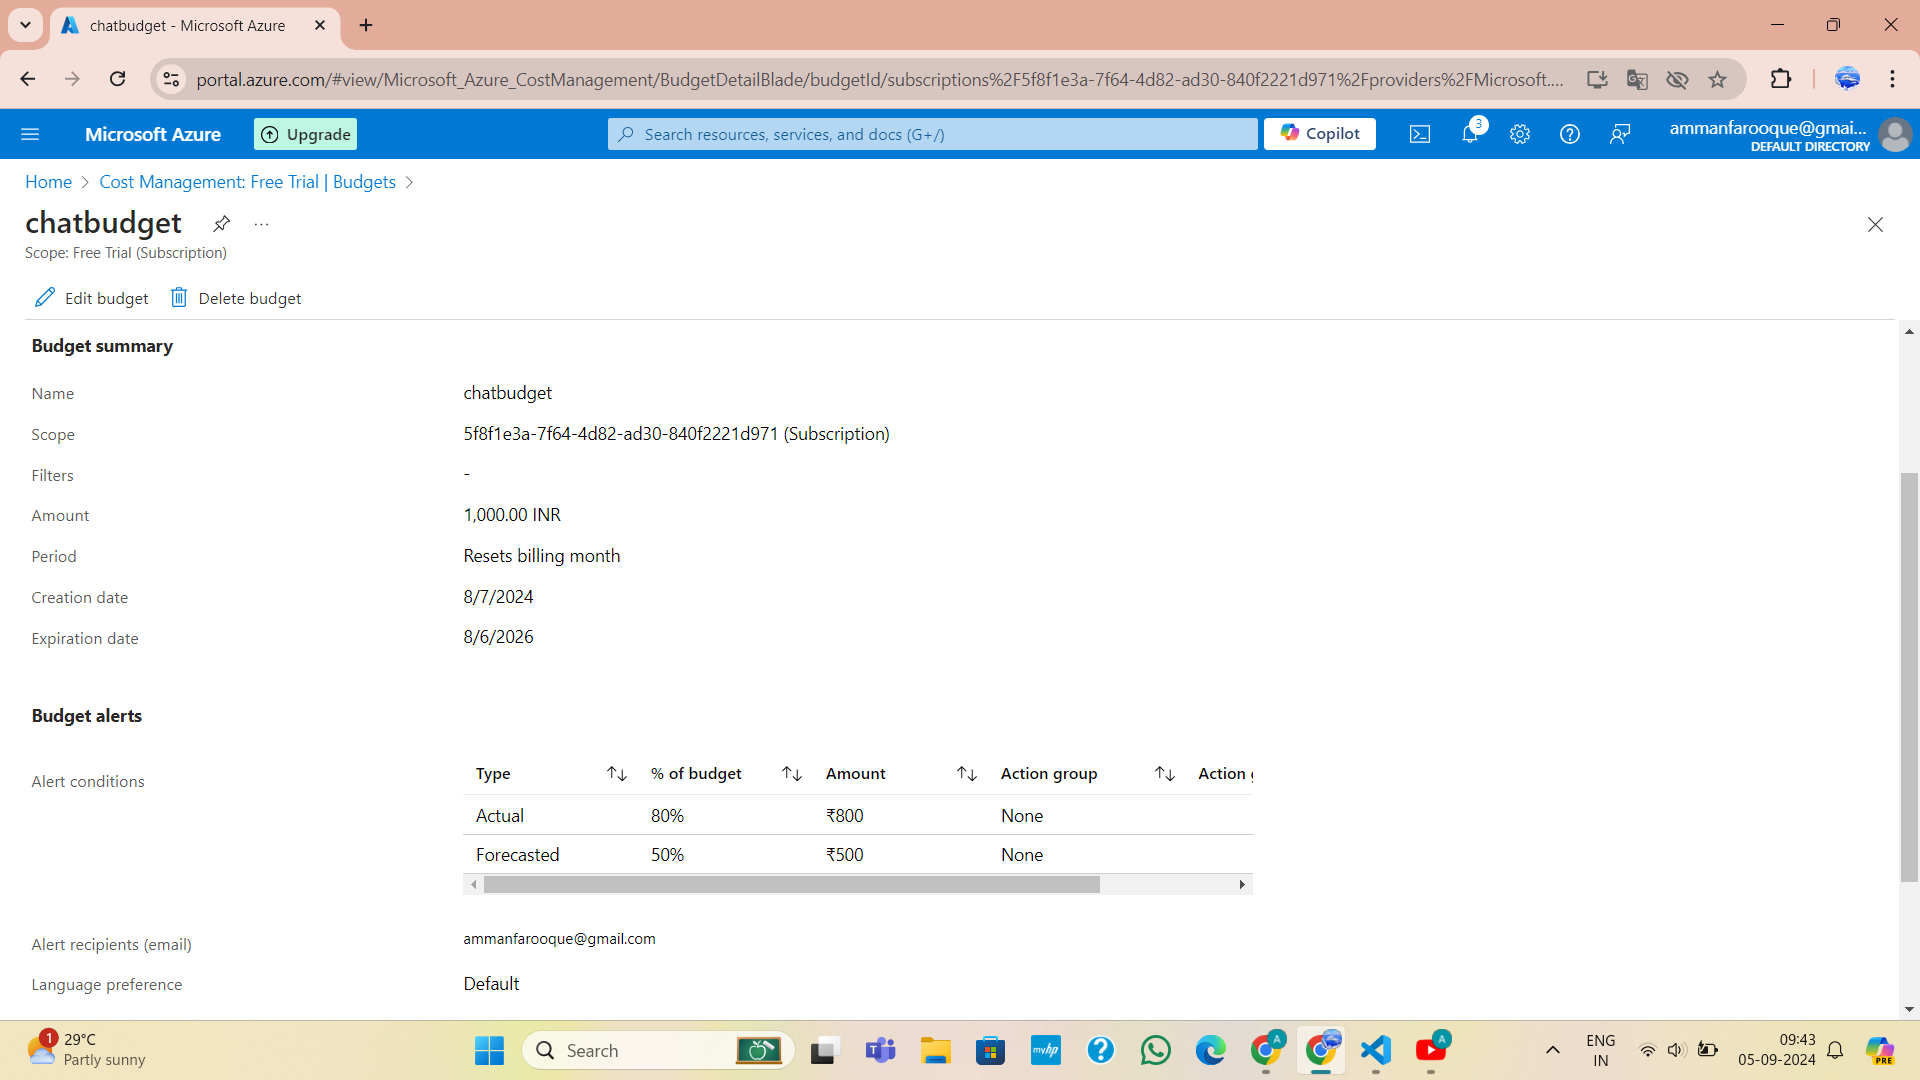 chatbudget - Microsoft Azure
portal.azure.com/#view/Microsoft_Azure_CostManagement/BudgetDetailBlade/budgetId/subscriptions%2F5f8f1e3a-7f64-4d82-ad30-840f2221d971%2Fproviders%2FMicrosoft....
Microsoft Azure
Upgrade
Search resources, services, and docs (G+/)
Copilot
3
ammanfarooque@gmai...
DEFAULT DIRECTORY
Home > Cost Management: Free Trial | Budgets >
chatbudget
Scope: Free Trial (Subscription)
Edit budget
Delete budget
Budget summary
Name chatbudget
Scope 5f8f1e3a-7f64-4d82-ad30-840f2221d971 (Subscription)
Filters -
Amount 1,000.00 INR
Period Resets billing month
Creation date 8/7/2024
Expiration date 8/6/2026
Budget alerts
Alert conditions
Type % of budget Amount Action group Action g
Actual 80% ₹800 None
Forecasted 50% ₹500 None
Alert recipients (email) ammanfarooque@gmail.com
Language preference Default
1
29°C
Partly sunny
Search
myhp
A
A
ENG
IN
09:43
05-09-2024
PRE